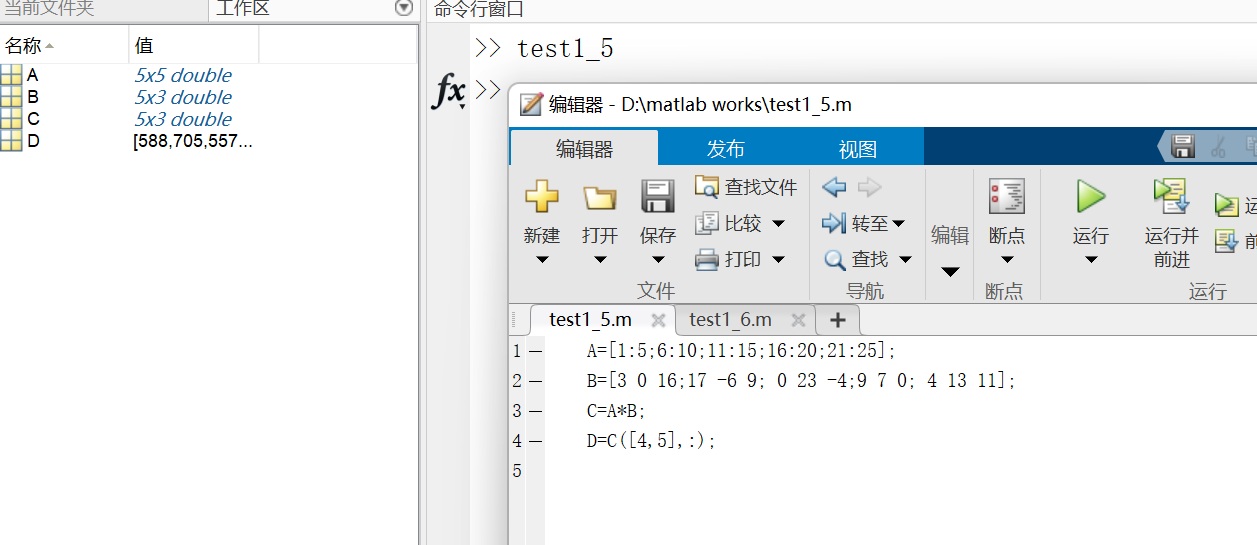 当前文件夹
工作区
名称 值
A 5x5 double
B 5x3 double
C 5x3 double
D [588,705,557...
命令行窗口
>> test1_5
fx >>
编辑器 - D:\matlab works\test1_5.m
编辑器 发布 视图
新建 打开 保存
查找文件
比较
打印
文件
转至
查找
导航
编辑
断点
断点
运行
运行并
前进
运行
test1_5.m test1_6.m +
1 A=[1:5;6:10;11:15;16:20;21:25];
2 B=[3 0 16;17 -6 9; 0 23 -4;9 7 0; 4 13 11];
3 C=A*B;
4 D=C([4,5],:);
5